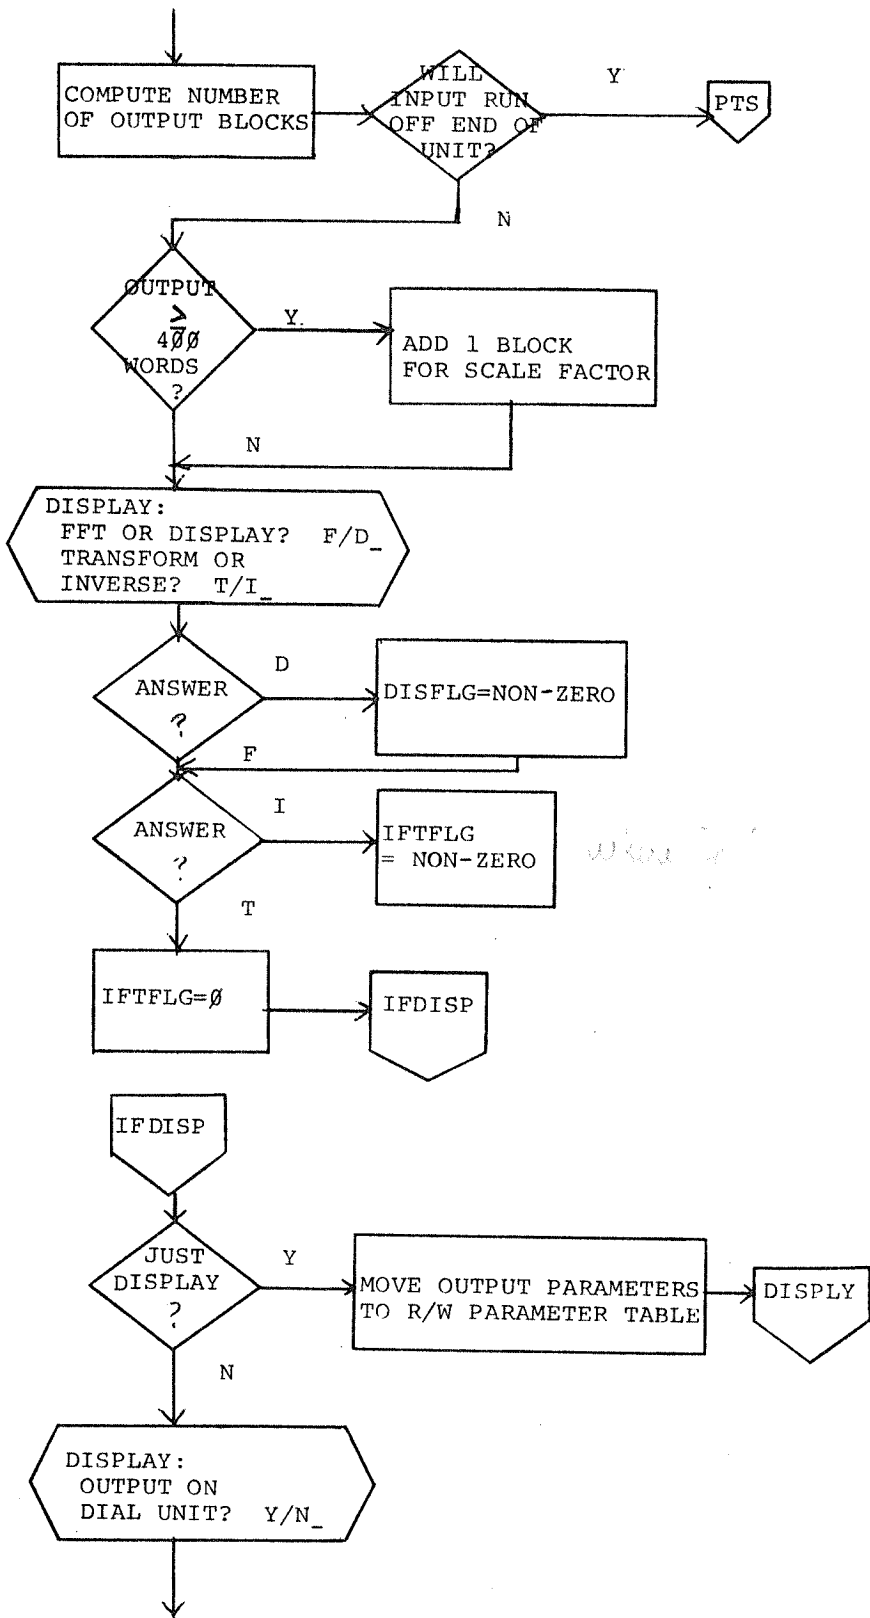 COMPUTE NUMBER
OF OUTPUT BLOCKS
WILL
INPUT RUN
OFF END OF
UNIT?
Y
PTS
N
OUTPUT
≥
4ØØ
WORDS
?
Y
ADD 1 BLOCK
FOR SCALE FACTOR
N
DISPLAY:
FFT OR DISPLAY? F/D_
TRANSFORM OR
INVERSE? T/I_
ANSWER
?
D
DISFLG=NON-ZERO
F
ANSWER
?
I
IFTFLG
= NON-ZERO
T
IFTFLG=Ø
IFDISP
IFDISP
JUST
DISPLAY
?
Y
MOVE OUTPUT PARAMETERS
TO R/W PARAMETER TABLE
DISPLY
N
DISPLAY:
OUTPUT ON
DIAL UNIT? Y/N_